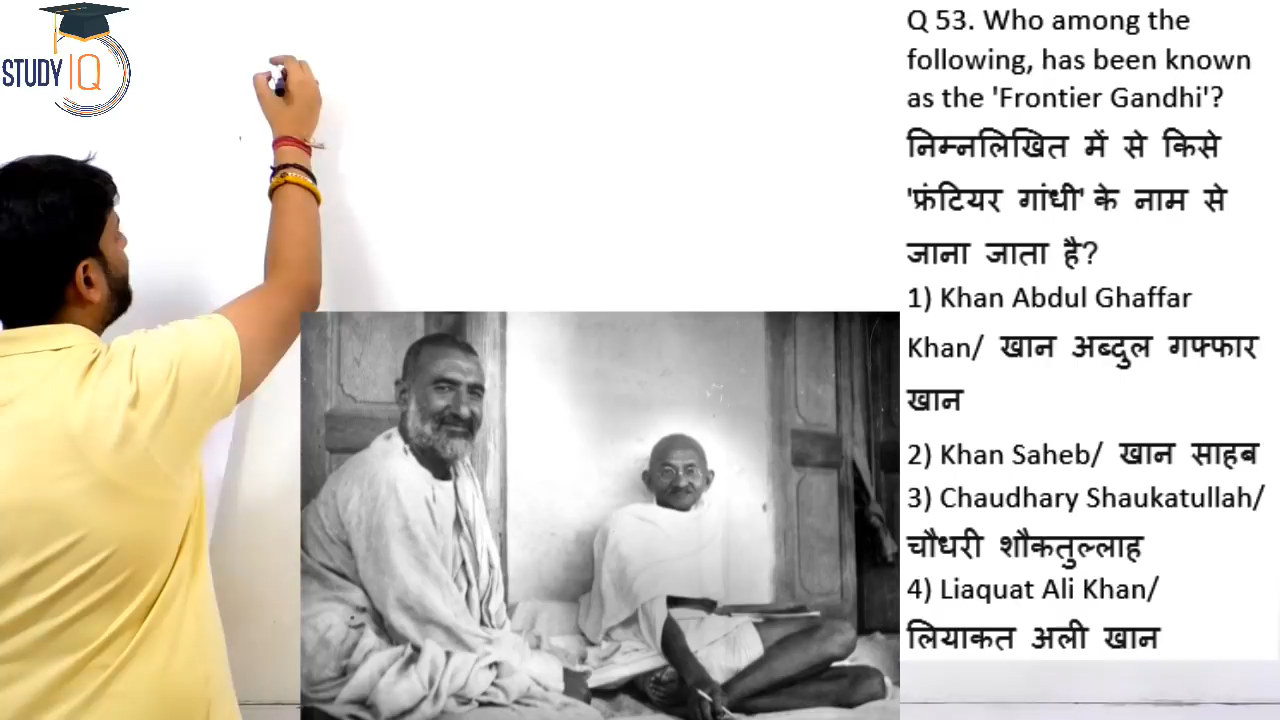 STUDY IQ
Q 53. Who among the
following, has been known
as the 'Frontier Gandhi'?
निम्नलिखित में से किसे
'फ्रंटियर गांधी' के नाम से
जाना जाता है?
1) Khan Abdul Ghaffar
Khan/ खान अब्दुल गफ्फार
खान
2) Khan Saheb/ खान साहब
3) Chaudhary Shaukatullah/
चौधरी शौकतुल्लाह
4) Liaquat Ali Khan/
लियाकत अली खान